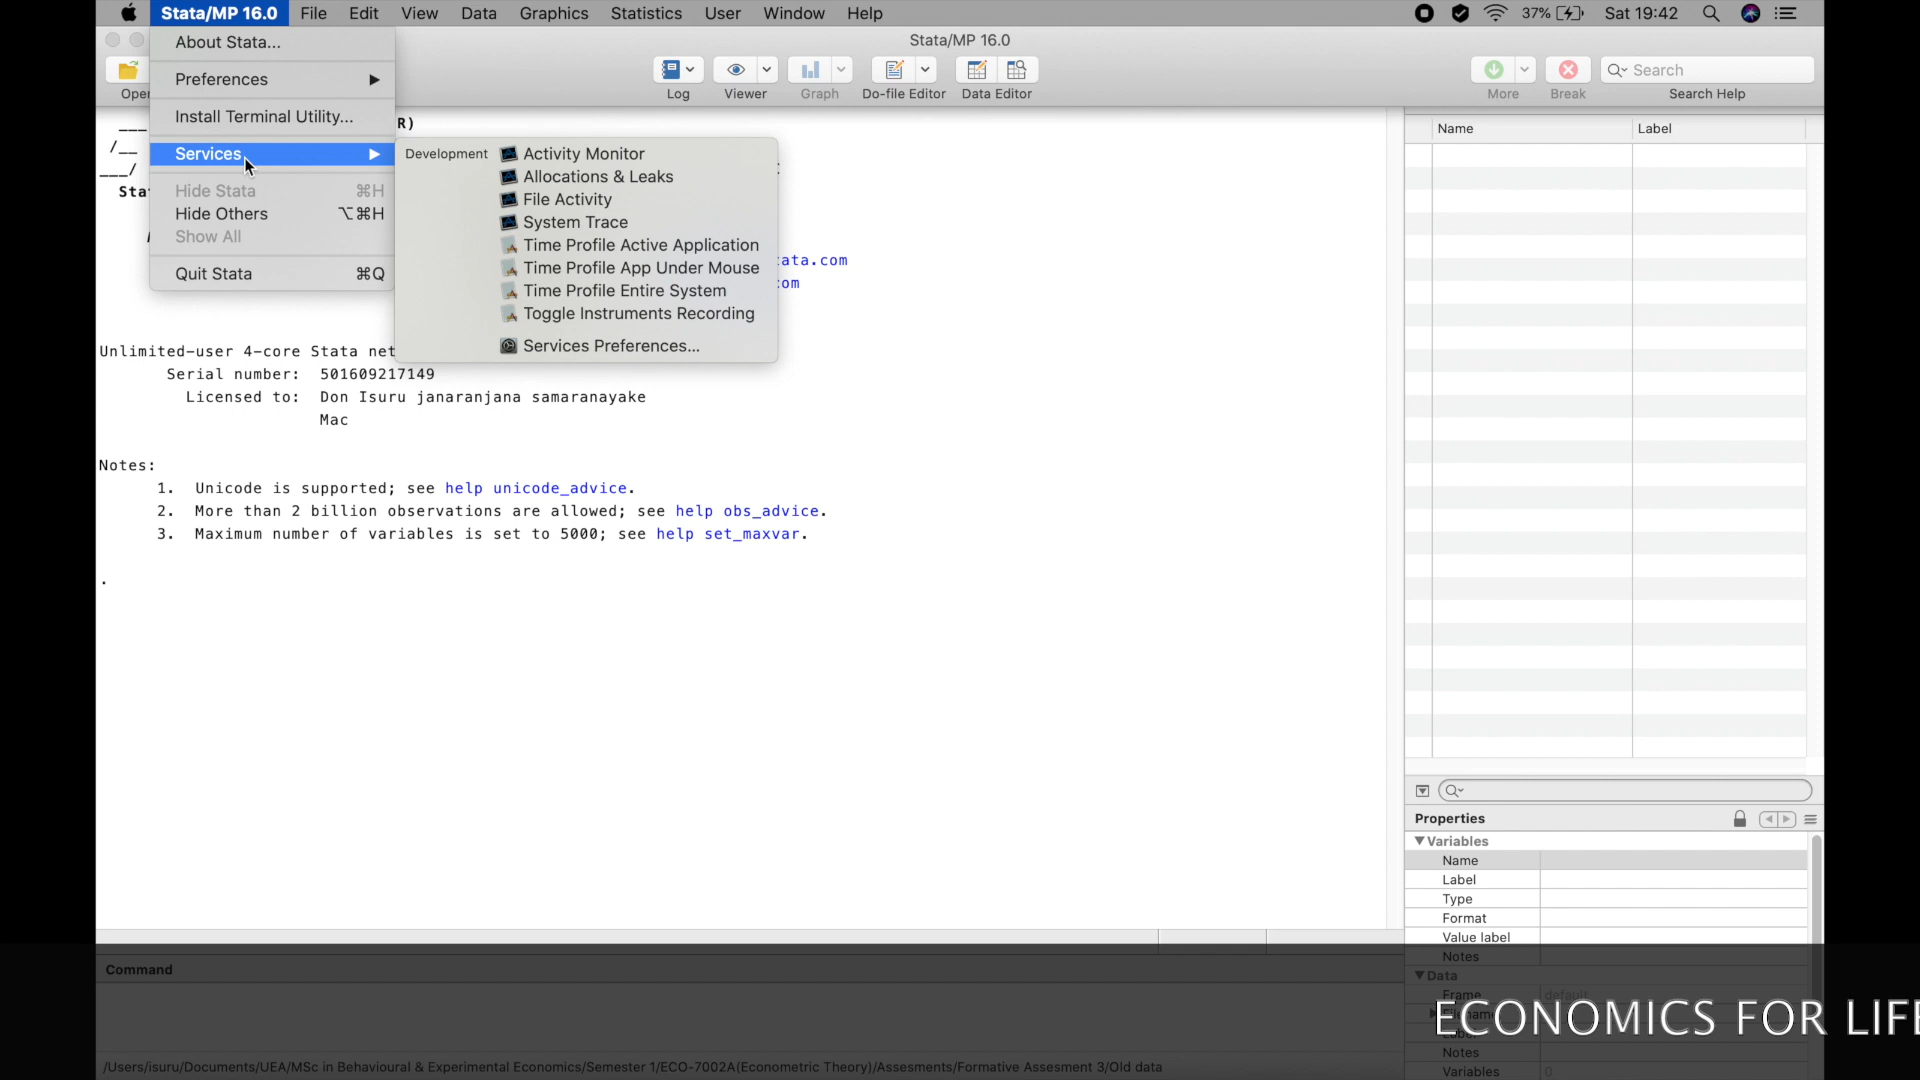 Stata/MP 16.0 File Edit View Data Graphics Statistics User Window Help 37% Sat 19:42
Stata/MP 16.0
About Stata...
Preferences
Install Terminal Utility...
Services
Hide Stata ⌘H
Hide Others ⌥⌘H
Show All
Quit Stata ⌘Q
Log Viewer Graph Do-file Editor Data Editor More Break Search Help
Search
R)
Development Activity Monitor
Allocations & Leaks
File Activity
System Trace
Time Profile Active Application
Time Profile App Under Mouse
Time Profile Entire System
Toggle Instruments Recording
Services Preferences...
Unlimited-user 4-core Stata net
Serial number: 501609217149
Licensed to: Don Isuru janaranjana samaranayake
Mac
Notes:
1. Unicode is supported; see help unicode_advice.
2. More than 2 billion observations are allowed; see help obs_advice.
3. Maximum number of variables is set to 5000; see help set_maxvar.
.
Command
/Users/isuru/Documents/UEA/MSc in Behavioural & Experimental Economics/Semester 1/ECO-7002A(Econometric Theory)/Assesments/Formative Assesment 3/Old data
Name Label
Properties
Variables
Name
Label
Type
Format
Value label
Notes
Data
Frame default
ECONOMICS FOR LIFE
Notes
Variables 0